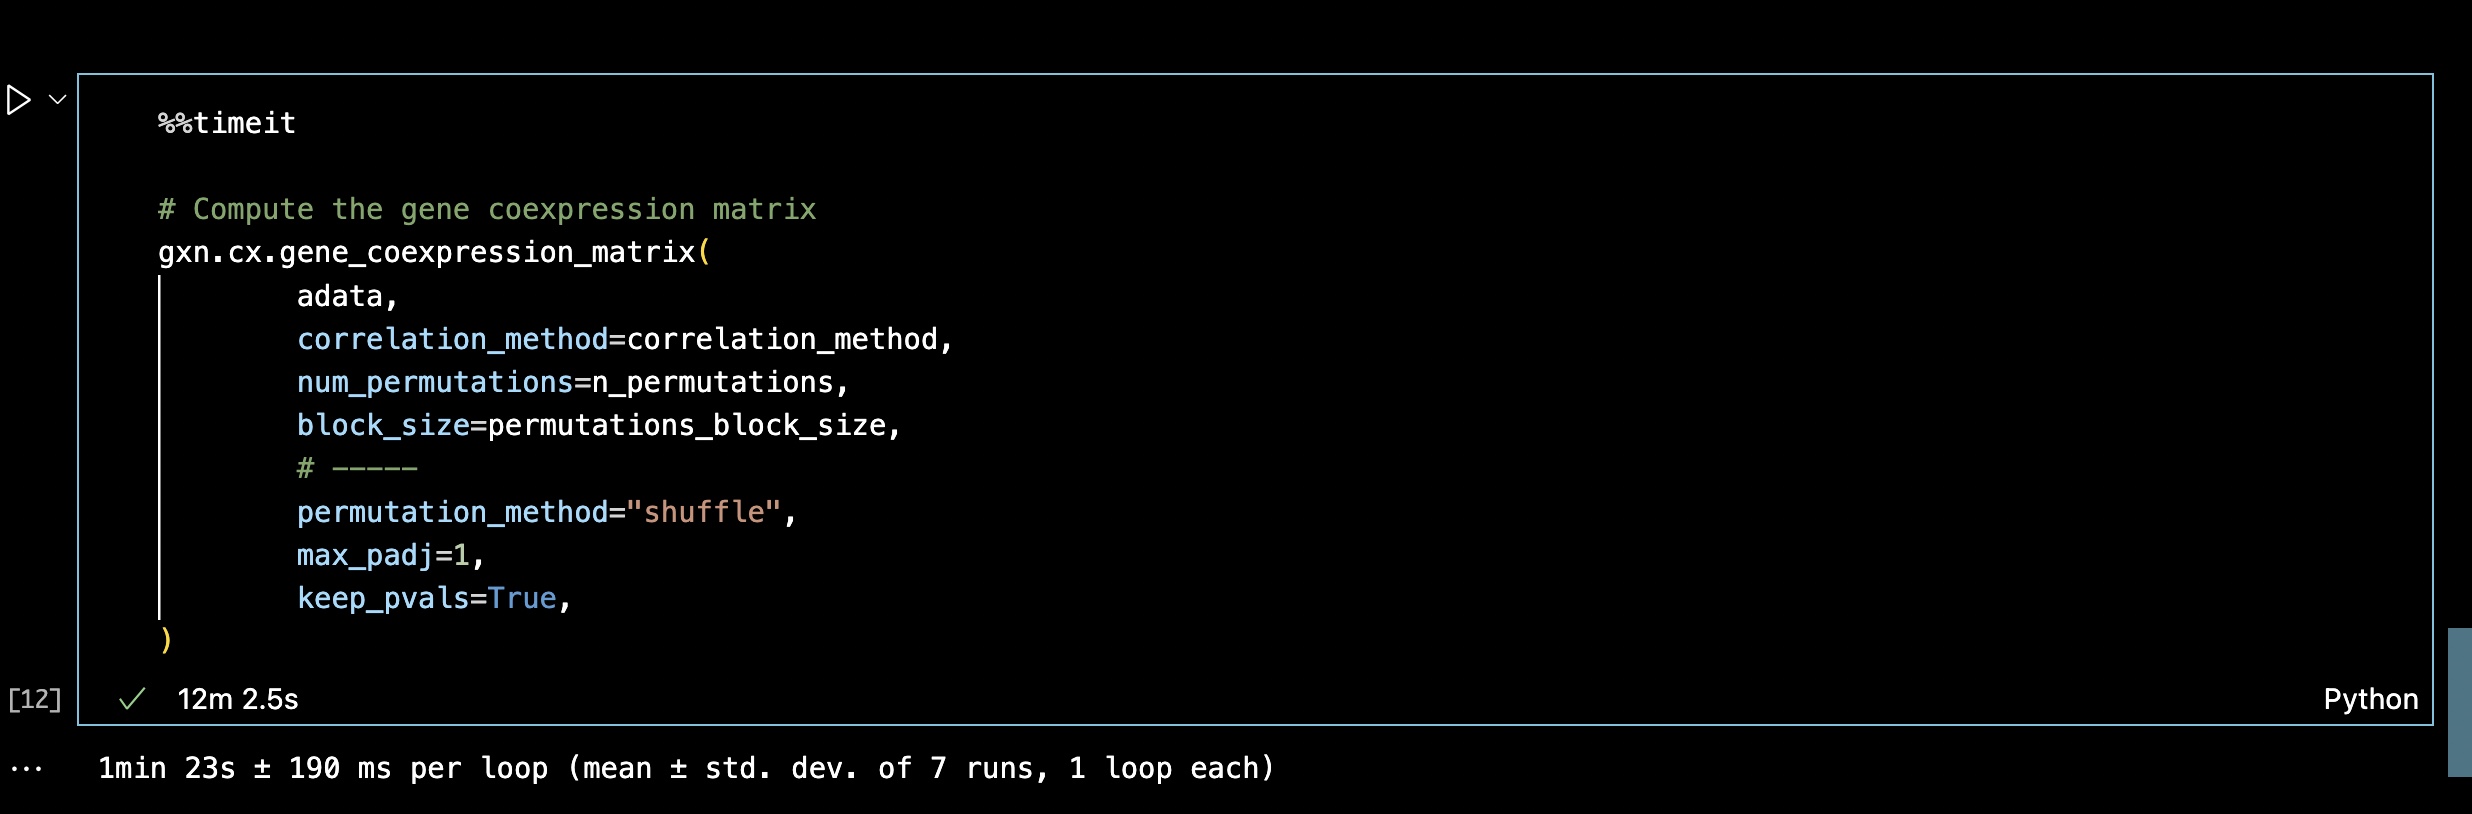 %%timeit
# Compute the gene coexpression matrix
gxn.cx.gene_coexpression_matrix(
adata,
correlation_method=correlation_method,
num_permutations=n_permutations,
block_size=permutations_block_size,
# -----
permutation_method="shuffle",
max_padj=1,
keep_pvals=True,
)
[12] 12m 2.5s Python
... 1min 23s ± 190 ms per loop (mean ± std. dev. of 7 runs, 1 loop each)